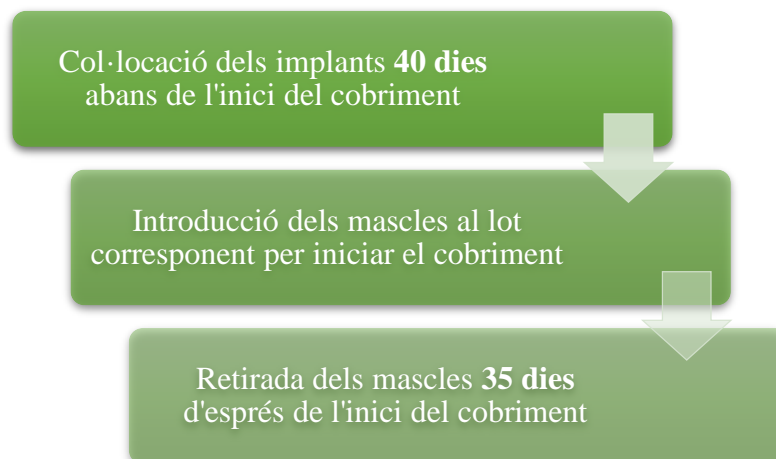 Col·locació dels implants 40 dies
abans de l'inici del cobriment
Introducció dels mascles al lot
corresponent per iniciar el cobriment
Retirada dels mascles 35 dies
d'esprés de l'inici del cobriment